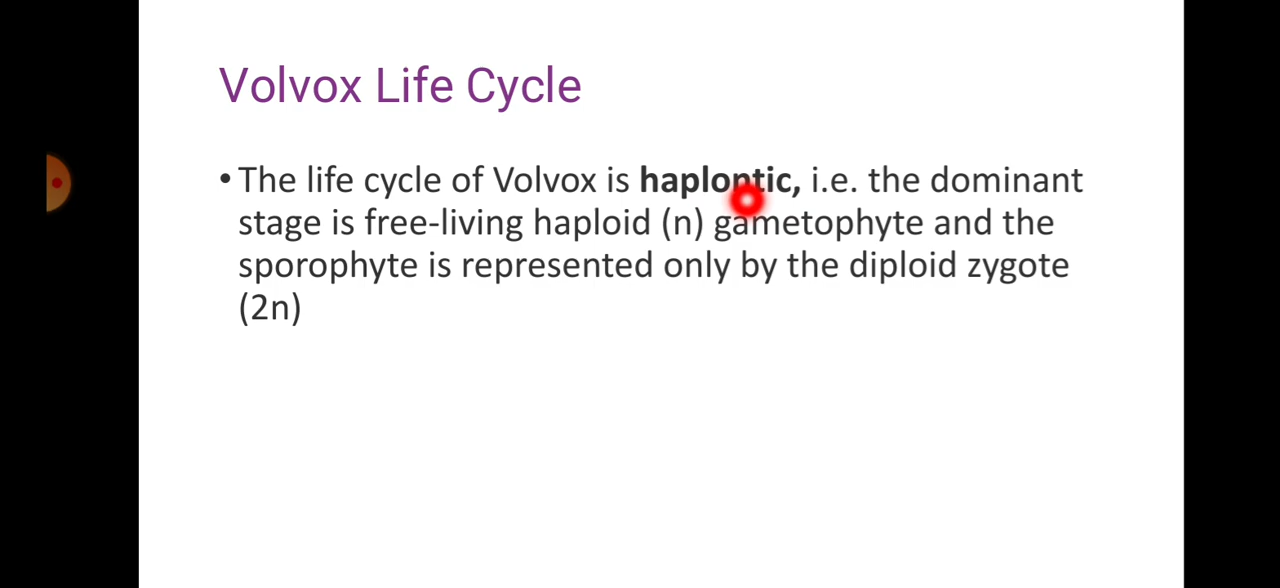 Volvox Life Cycle
• The life cycle of Volvox is haplontic, i.e. the dominant
stage is free-living haploid (n) gametophyte and the
sporophyte is represented only by the diploid zygote
(2n)